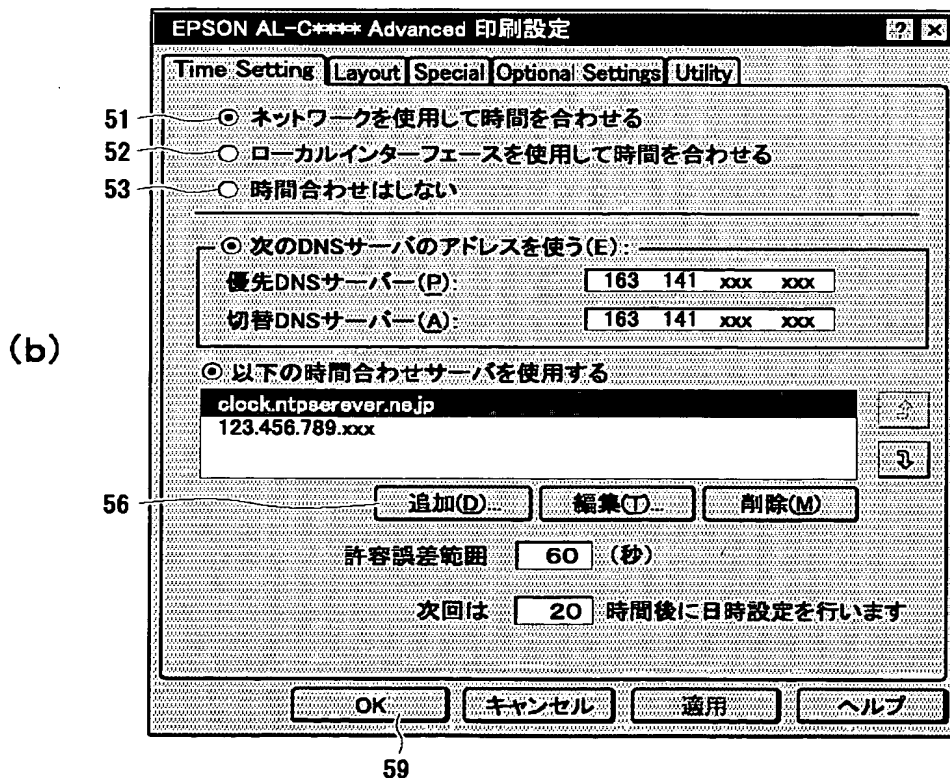 EPSON AL-C**** Advanced 印刷設定
Time Setting Layout Special Optional Settings Utility
51 ネットワークを使用して時間を合わせる
52 ローカルインターフェースを使用して時間を合わせる
53 時間合わせはしない
次のDNSサーバのアドレスを使う(E):
優先DNSサーバー(P): 163 141 xxx xxx
切替DNSサーバー(A): 163 141 xxx xxx
(b)
以下の時間合わせサーバを使用する
clock.ntpserever.ne.jp
123.456.789.xxx
56 追加(D)... 編集(T)... 削除(M)
許容誤差範囲 60 (秒)
次回は 20 時間後に日時設定を行います
OK キャンセル 適用 ヘルプ
59